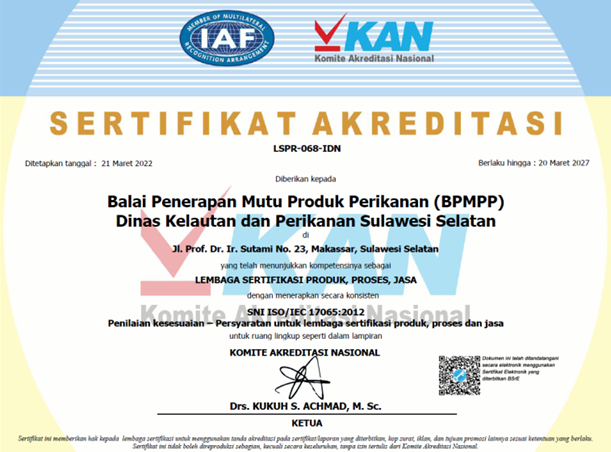 MEMBER OF MULTILATERAL
IAF
RECOGNITION ARRANGEMENT
KAN
Komite Akreditasi Nasional
SERTIFIKAT AKREDITASI
LSPR-068-IDN
Ditetapkan tanggal : 21 Maret 2022
Berlaku hingga : 20 Maret 2027
Diberikan kepada
Balai Penerapan Mutu Produk Perikanan (BPMPP)
Dinas Kelautan dan Perikanan Sulawesi Selatan
di
Jl. Prof. Dr. Ir. Sutami No. 23, Makassar, Sulawesi Selatan
yang telah menunjukkan kompetensinya sebagai
LEMBAGA SERTIFIKASI PRODUK, PROSES, JASA
dengan menerapkan secara konsisten
KAN
SNI ISO/IEC 17065:2012
Komite Akreditasi Nasional
Penilaian kesesuaian – Persyaratan untuk lembaga sertifikasi produk, proses dan jasa
untuk ruang lingkup seperti dalam lampiran
KOMITE AKREDITASI NASIONAL
Dokumen ini telah ditandatangani
secara elektronik menggunakan
Sertifikat Elektronik yang
diterbitkan BSrE
Drs. KUKUH S. ACHMAD, M. Sc.
KETUA
Sertifikat ini memberikan hak kepada lembaga sertifikasi untuk menggunakan tanda akreditasi pada sertifikat/laporan yang diterbitkan, kop surat, iklan, dan tujuan promosi lainnya sesuai ketentuan yang berlaku.
Sertifikat ini tidak boleh direproduksi sebagian, kecuali secara keseluruhan, tanpa izin tertulis dari Komite Akreditasi Nasional.